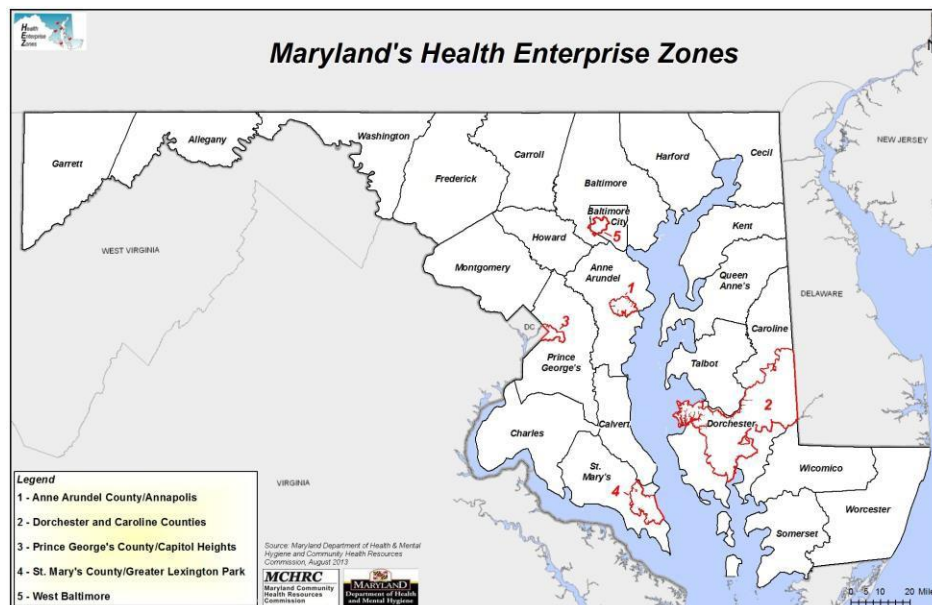 Health
Enterprise
Zones
Maryland's Health Enterprise Zones
N
NEW JERSEY
Garrett
Allegany
Washington
Frederick
Carroll
Baltimore
Harford
Cecil
Baltimore
City
5
Howard
Kent
WEST VIRGINIA
Montgomery
Anne
Arundel
Queen
Anne's
1
DELAWARE
DC
3
Caroline
Prince
George's
Talbot
2
Dorchester
Calvert
Charles
St.
Mary's
4
Wicomico
Worcester
Somerset
VIRGINIA
Legend
1 - Anne Arundel County/Annapolis
2 - Dorchester and Caroline Counties
3 - Prince George's County/Capitol Heights
4 - St. Mary's County/Greater Lexington Park
5 - West Baltimore
Source: Maryland Department of Health & Mental
Hygiene and Community Health Resources
Commission, August 2013
MCHRC
Maryland Community
Health Resources
Commission
MARYLAND
Department of Health
and Mental Hygiene
0 5 10 20 Mile